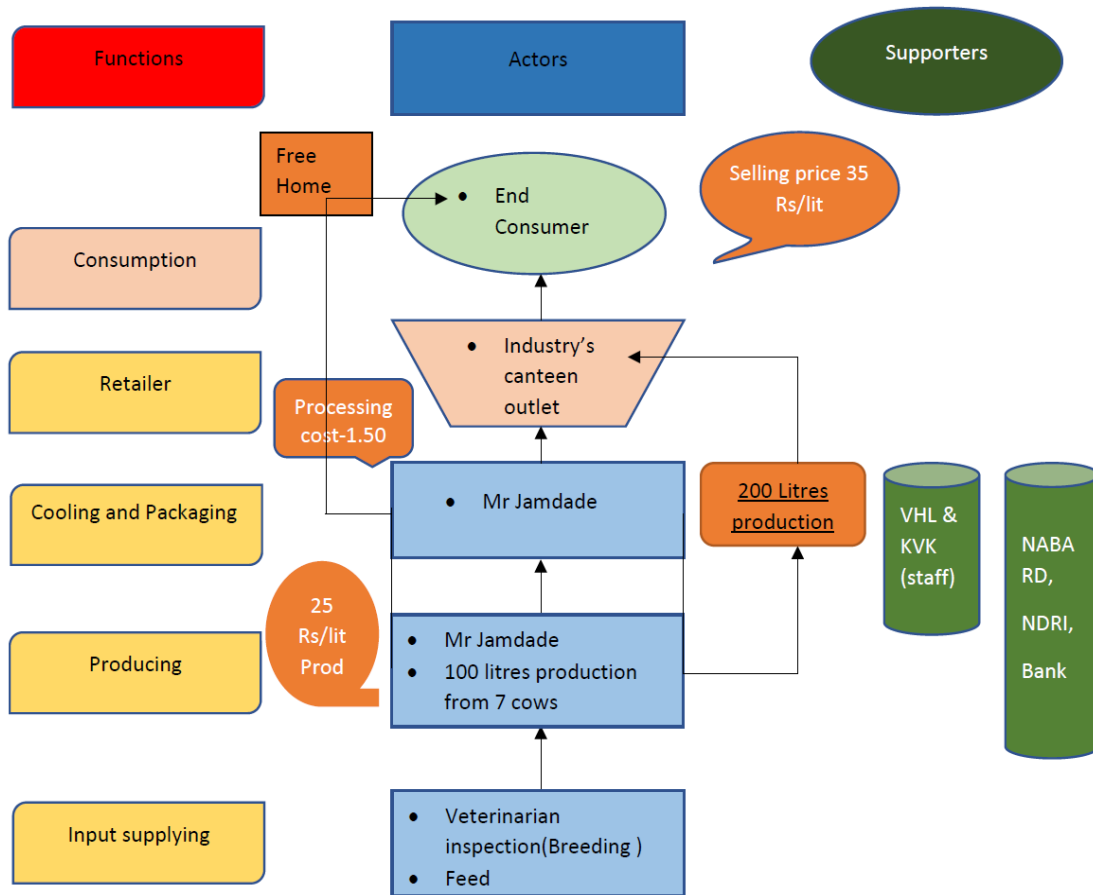 Functions
Actors
Supporters
Free
Home
• End
Consumer
Selling price 35
Rs/lit
Consumption
• Industry’s
canteen
outlet
Retailer
Processing
cost-1.50
Cooling and Packaging
• Mr Jamdade
200 Litres
production
VHL &
KVK
(staff)
NABA
RD,
NDRI,
Bank
25
Rs/lit
Prod
Producing
• Mr Jamdade
• 100 litres production
from 7 cows
Input supplying
• Veterinarian
inspection(Breeding )
• Feed